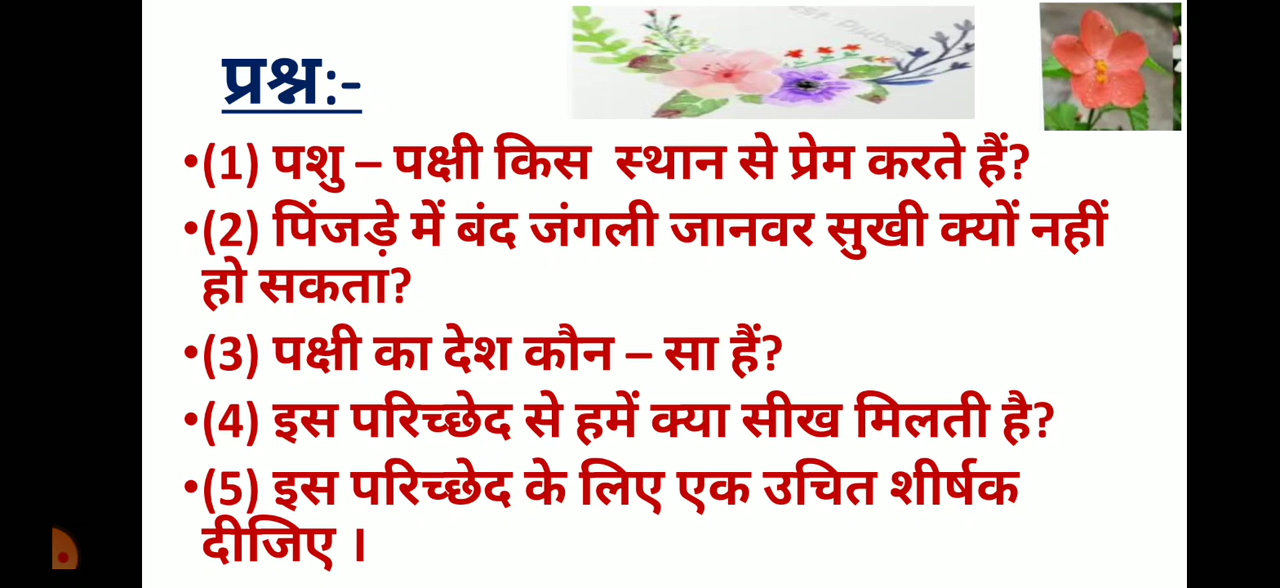 प्रश्न:-
•(1) पशु – पक्षी किस स्थान से प्रेम करते हैं?
•(2) पिंजड़े में बंद जंगली जानवर सुखी क्यों नहीं
हो सकता?
•(3) पक्षी का देश कौन – सा हैं?
•(4) इस परिच्छेद से हमें क्या सीख मिलती है?
•(5) इस परिच्छेद के लिए एक उचित शीर्षक
दीजिए ।